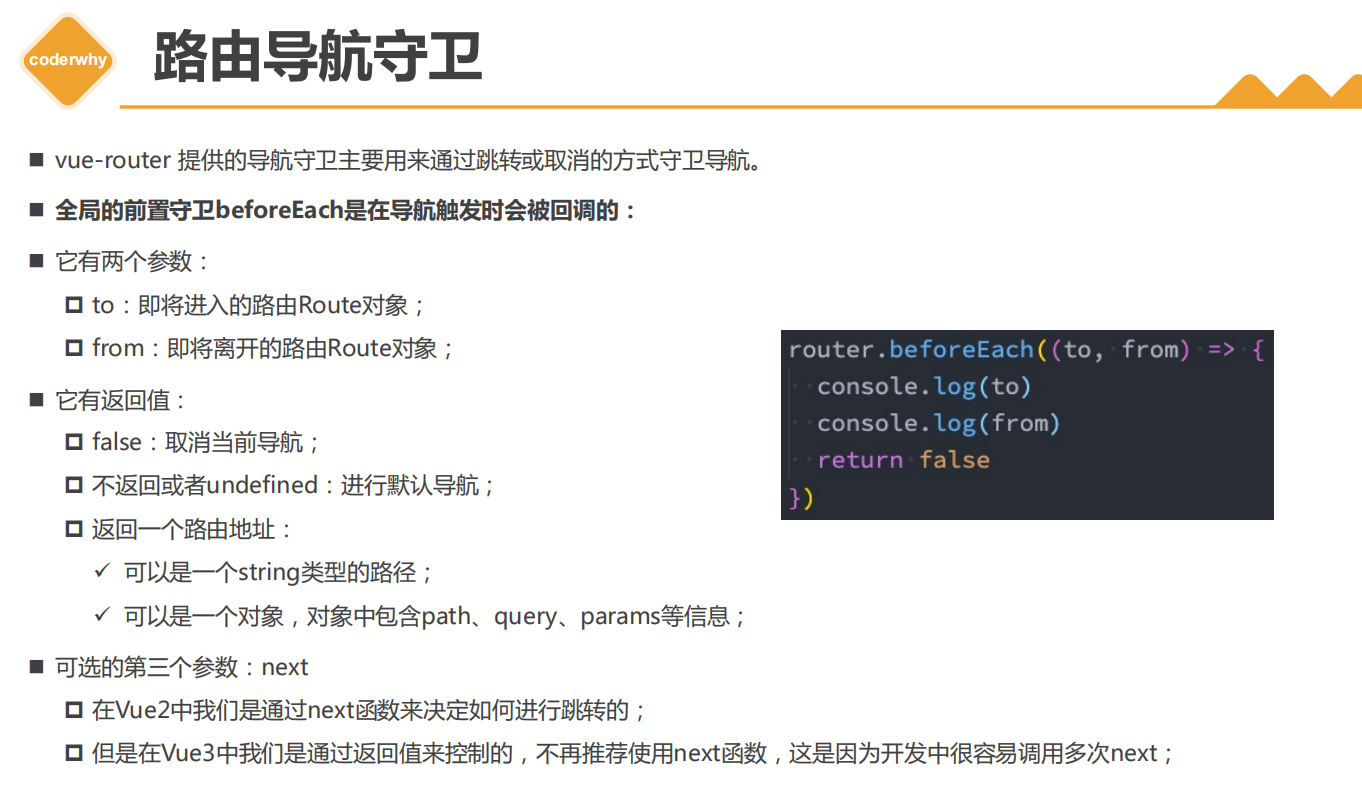 coderwhy
路由导航守卫
vue-router 提供的导航守卫主要用来通过跳转或取消的方式守卫导航。
全局的前置守卫beforeEach是在导航触发时会被回调的：
它有两个参数：
to：即将进入的路由Route对象；
from：即将离开的路由Route对象；
它有返回值：
false：取消当前导航；
不返回或者undefined：进行默认导航；
返回一个路由地址：
可以是一个string类型的路径；
可以是一个对象，对象中包含path、query、params等信息；
可选的第三个参数：next
在Vue2中我们是通过next函数来决定如何进行跳转的；
但是在Vue3中我们是通过返回值来控制的，不再推荐使用next函数，这是因为开发中很容易调用多次next；
router.beforeEach((to, from) => {
console.log(to)
console.log(from)
return false
})